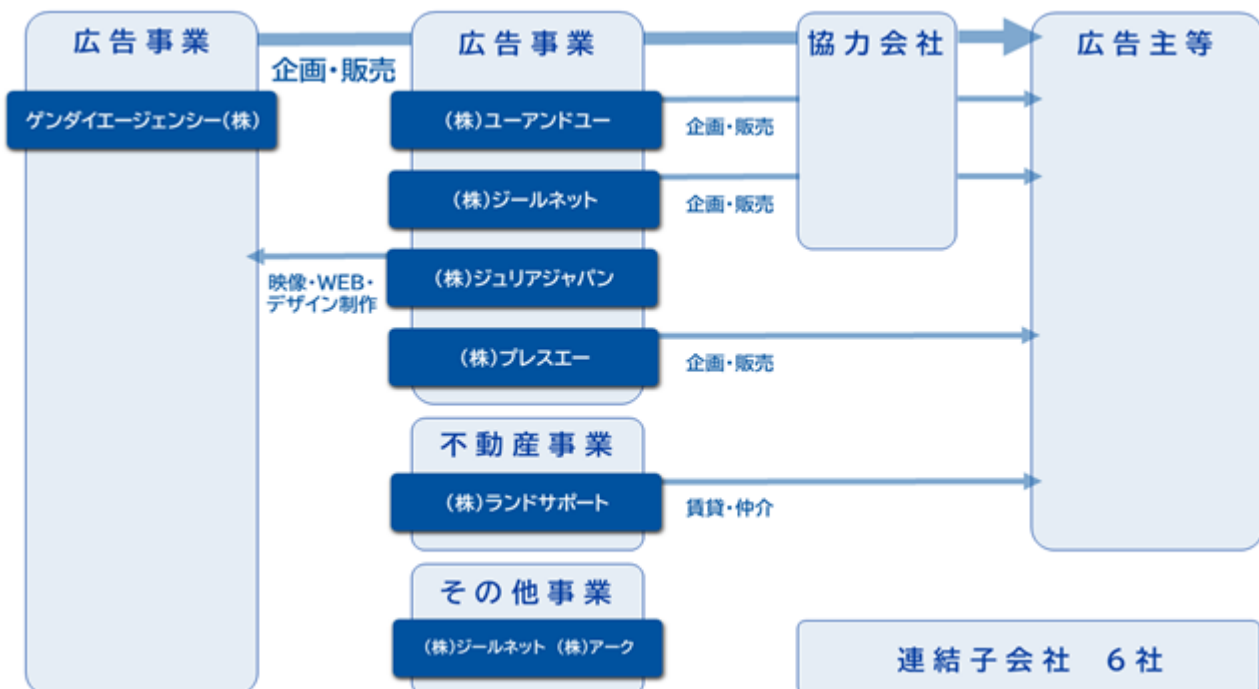 広告事業
企画・販売
広告事業
協力会社
広告主等
ゲンダイエージェンシー(株)
(株)ユーアンドユー
企画・販売
(株)ジールネット
企画・販売
映像・WEB・
デザイン制作
(株)ジュリアジャパン
(株)プレスエー
企画・販売
不動産事業
(株)ランドサポート
賃貸・仲介
その他事業
(株)ジールネット (株)アーク
連結子会社 6社